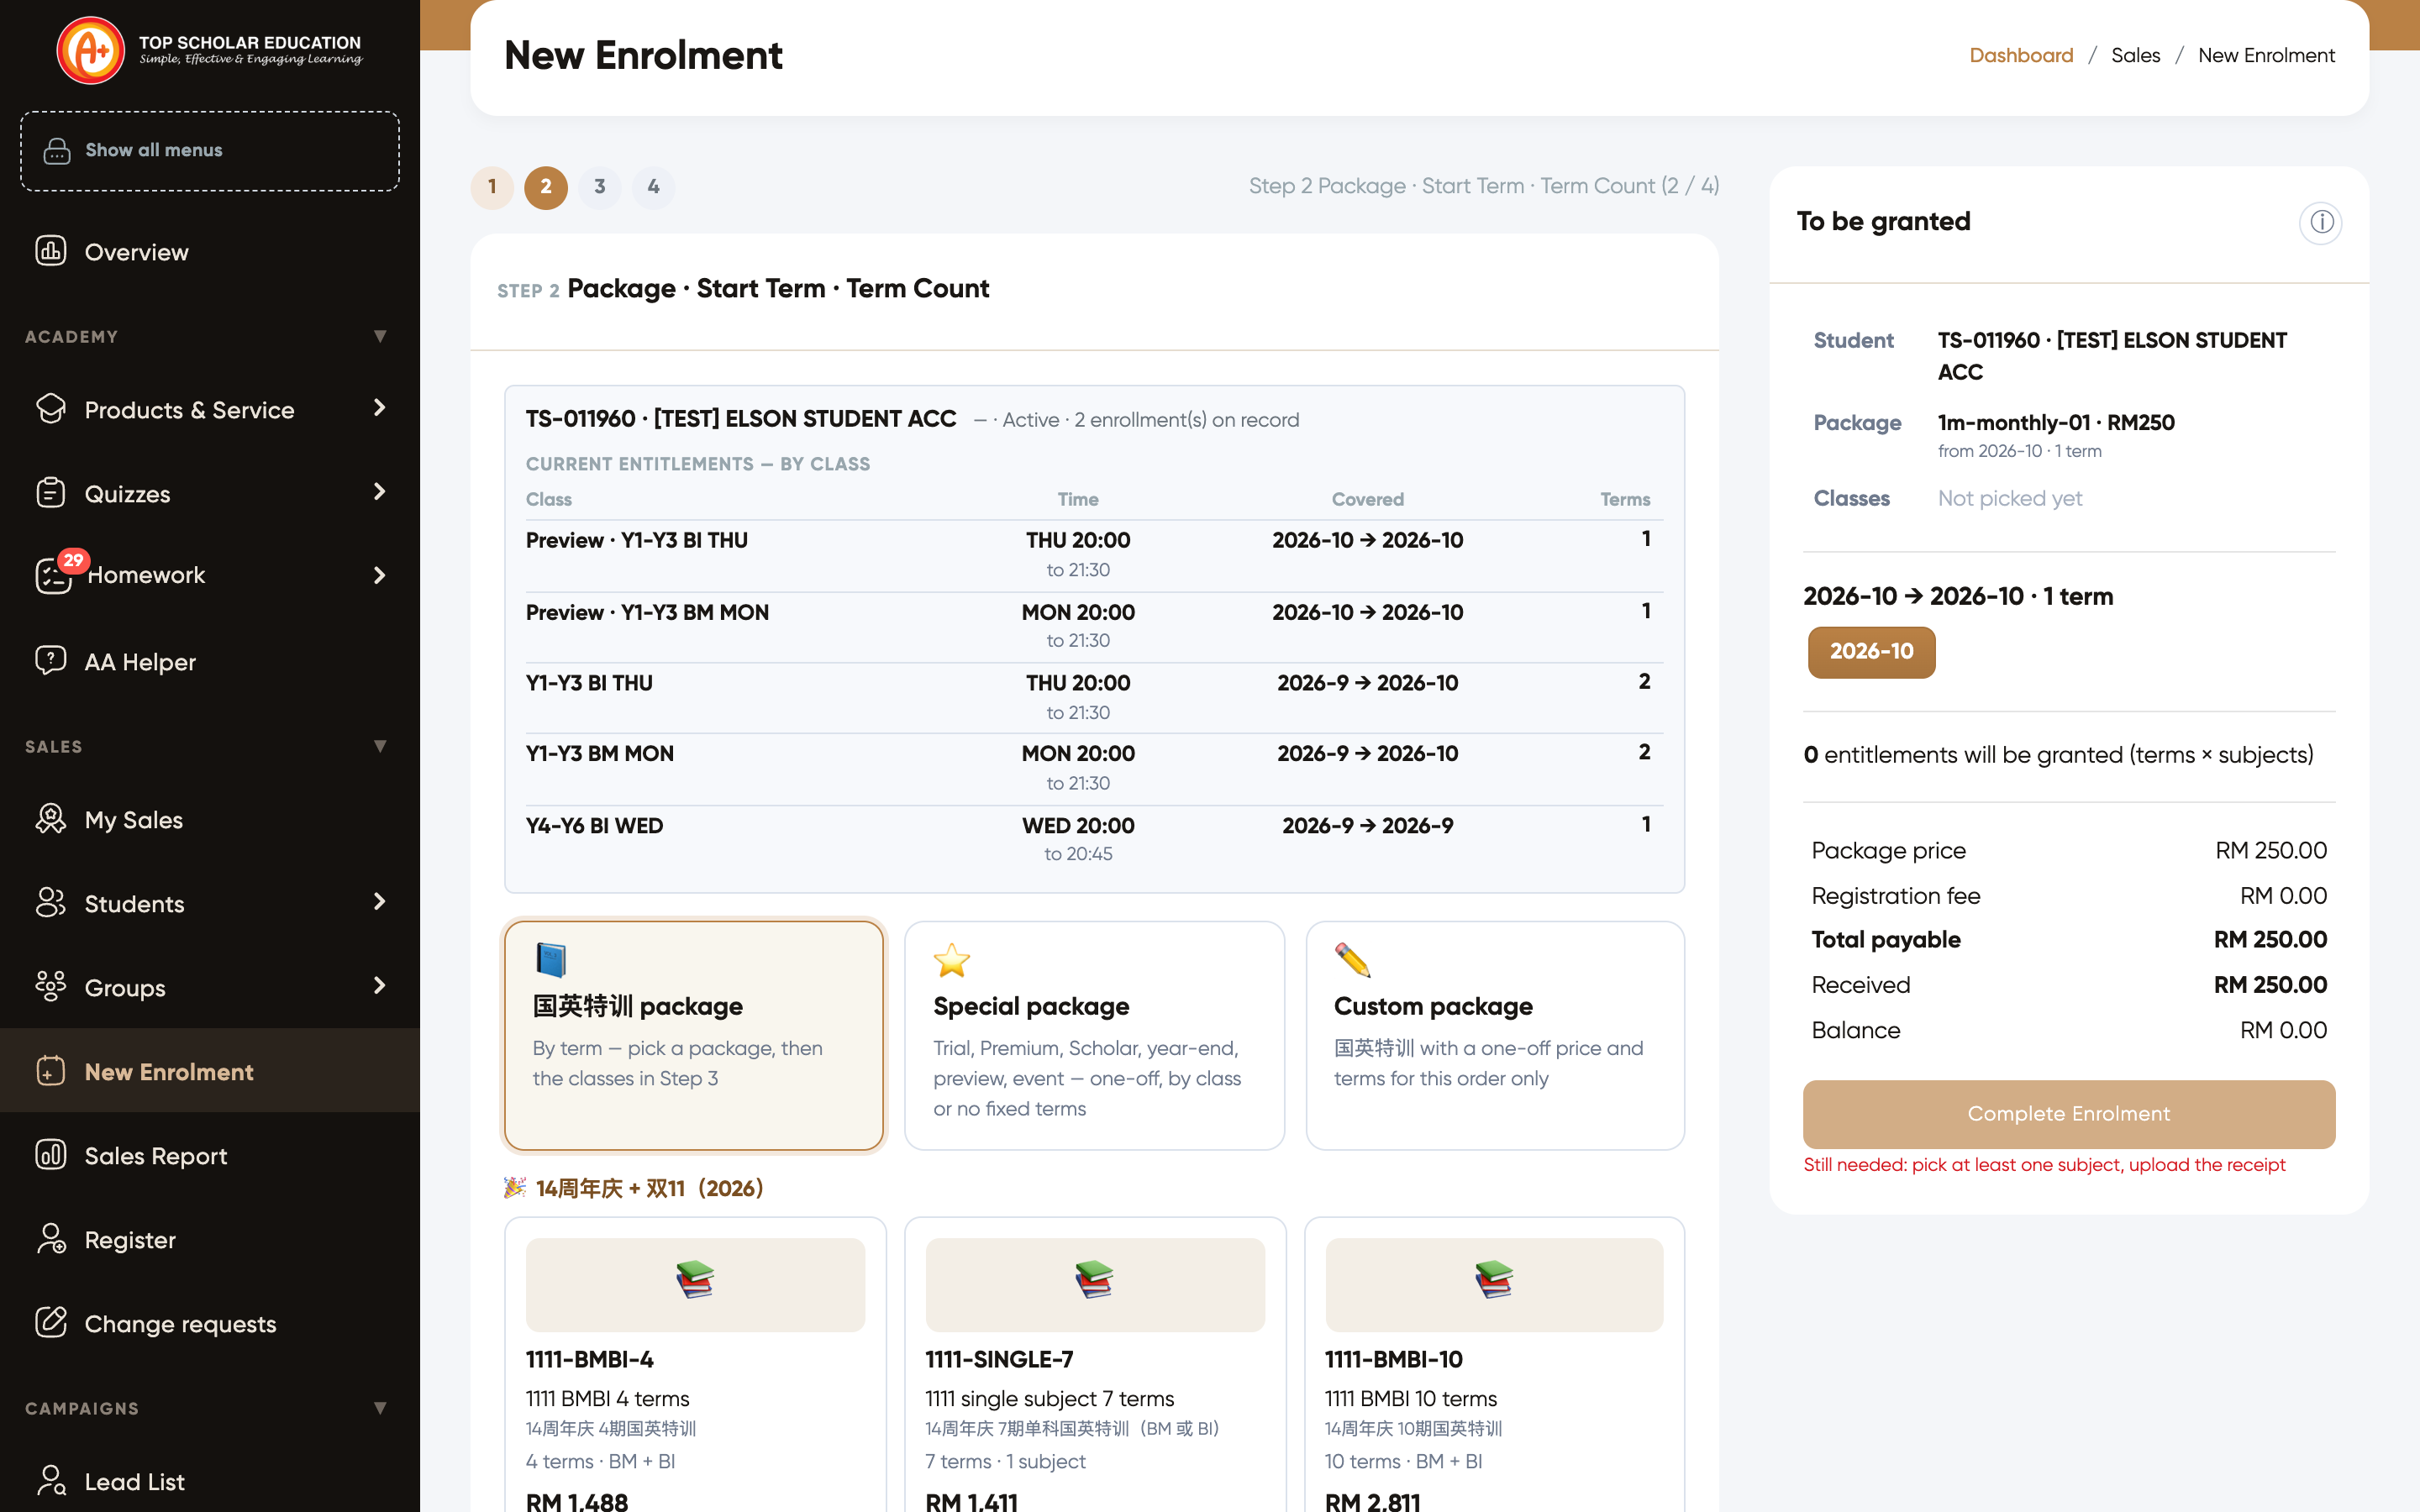 TOP SCHOLAR EDUCATION
Simple, Effective & Engaging Learning
Show all menus
Overview
ACADEMY
Products & Service
Quizzes
29
Homework
AA Helper
SALES
My Sales
Students
Groups
New Enrolment
Sales Report
Register
Change requests
CAMPAIGNS
Lead List
New Enrolment
Dashboard / Sales / New Enrolment
1 2 3 4
Step 2 Package · Start Term · Term Count (2 / 4)
STEP 2 Package · Start Term · Term Count
TS-011960 · [TEST] ELSON STUDENT ACC — · Active · 2 enrollment(s) on record
CURRENT ENTITLEMENTS — BY CLASS
Class Time Covered Terms
Preview · Y1-Y3 BI THU THU 20:00 2026-10 → 2026-10 1
to 21:30
Preview · Y1-Y3 BM MON MON 20:00 2026-10 → 2026-10 1
to 21:30
Y1-Y3 BI THU THU 20:00 2026-9 → 2026-10 2
to 21:30
Y1-Y3 BM MON MON 20:00 2026-9 → 2026-10 2
to 21:30
Y4-Y6 BI WED WED 20:00 2026-9 → 2026-9 1
to 20:45
国英特训 package
By term — pick a package, then
the classes in Step 3
Special package
Trial, Premium, Scholar, year-end,
preview, event — one-off, by class
or no fixed terms
Custom package
国英特训 with a one-off price and
terms for this order only
14周年庆 + 双11（2026）
1111-BMBI-4
1111 BMBI 4 terms
14周年庆 4期国英特训
4 terms · BM + BI
RM 1,488
1111-SINGLE-7
1111 single subject 7 terms
14周年庆 7期单科国英特训（BM 或 BI）
7 terms · 1 subject
RM 1,411
1111-BMBI-10
1111 BMBI 10 terms
14周年庆 10期国英特训
10 terms · BM + BI
RM 2,811
To be granted
Student TS-011960 · [TEST] ELSON STUDENT
ACC
Package 1m-monthly-01 · RM250
from 2026-10 · 1 term
Classes Not picked yet
2026-10 → 2026-10 · 1 term
2026-10
0 entitlements will be granted (terms × subjects)
Package price RM 250.00
Registration fee RM 0.00
Total payable RM 250.00
Received RM 250.00
Balance RM 0.00
Complete Enrolment
Still needed: pick at least one subject, upload the receipt